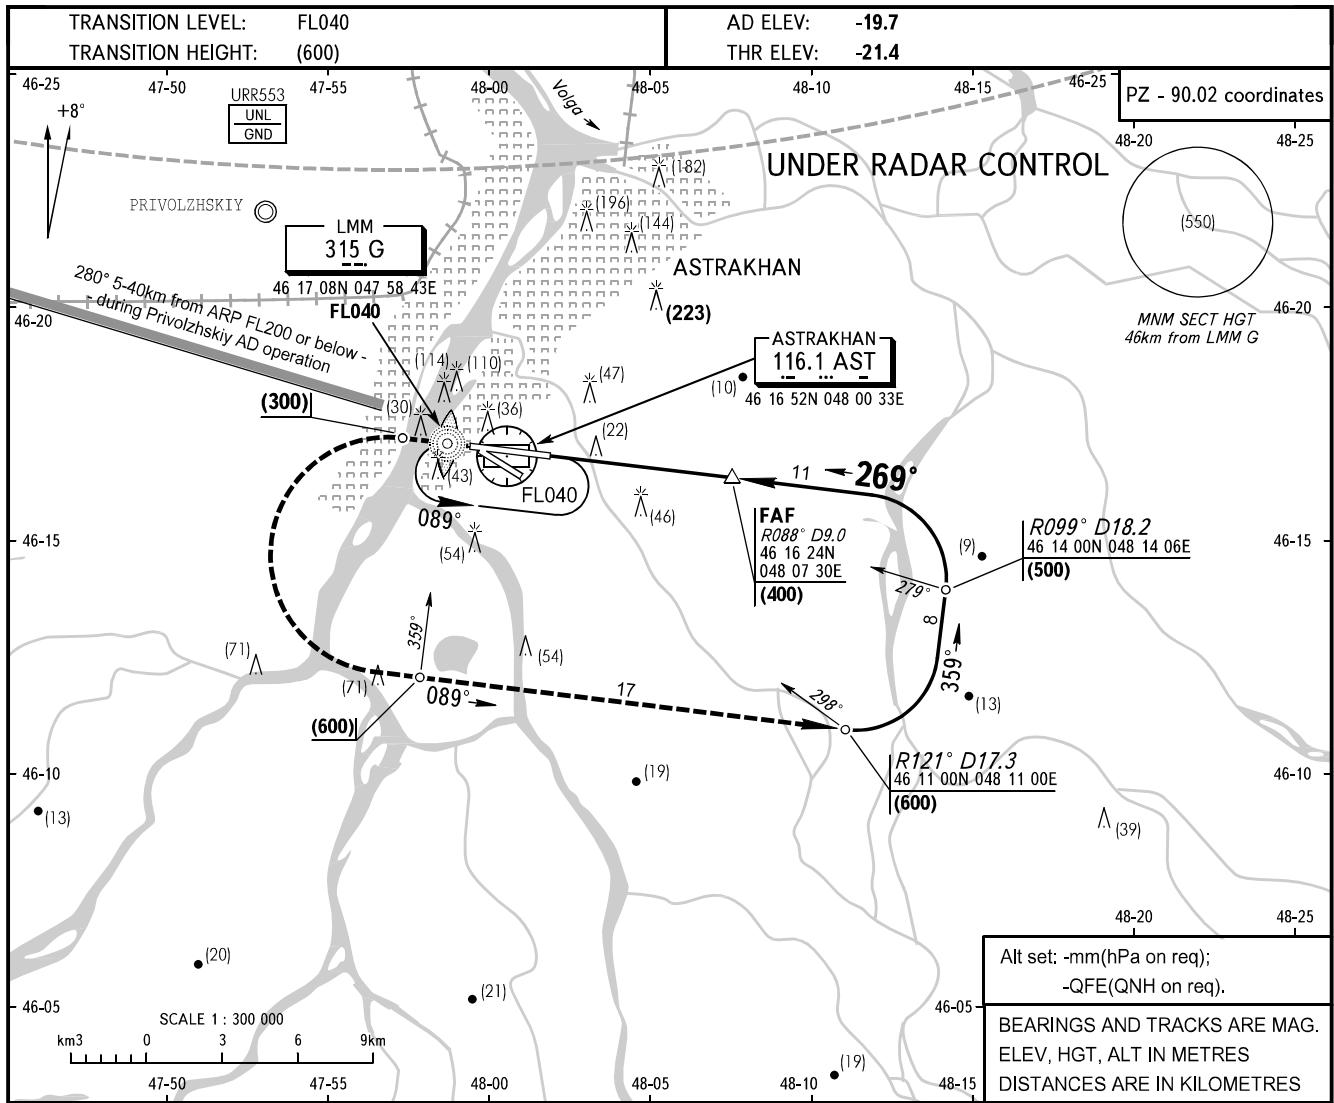 TRANSITION LEVEL: FL040
TRANSITION HEIGHT: (600)
AD ELEV: -19.7
THR ELEV: -21.4
46-25
47-50
47-55
48-00
48-05
48-10
48-15
46-25
PZ - 90.02 coordinates
48-20
48-25
+8°
URR553
UNL
GND
Volga
UNDER RADAR CONTROL
(182)
(196)
(144)
PRIVOLZHSKIY
LMM
315 G
46 17 08N 047 58 43E
FL040
ASTRAKHAN
(223)
(550)
MNM SECT HGT
46km from LMM G
46-20
46-20
280° 5-40km from ARP FL200 or below -
- during Privolzhskiy AD operation
ASTRAKHAN
116.1 AST
46 16 52N 048 00 33E
(10)
(114)
(110)
(47)
(300)
(30)
(36)
(22)
(43)
FL040
089°
(46)
(54)
11
269°
FAF
R088° D9.0
46 16 24N
048 07 30E
(400)
R099° D18.2
46 14 00N 048 14 06E
(500)
(9)
279°
46-15
46-15
8
359°
359°
(71)
(71)
(54)
089°
17
298°
(13)
(600)
R121° D17.3
46 11 00N 048 11 00E
(600)
46-10
46-10
(19)
(13)
(39)
48-20
48-25
(20)
(21)
Alt set: -mm(hPa on req);
-QFE(QNH on req).
46-05
46-05
SCALE 1 : 300 000
km3 0 3 6 9km
(19)
BEARINGS AND TRACKS ARE MAG.
ELEV, HGT, ALT IN METRES
DISTANCES ARE IN KILOMETRES
47-50
47-55
48-00
48-05
48-10
48-15